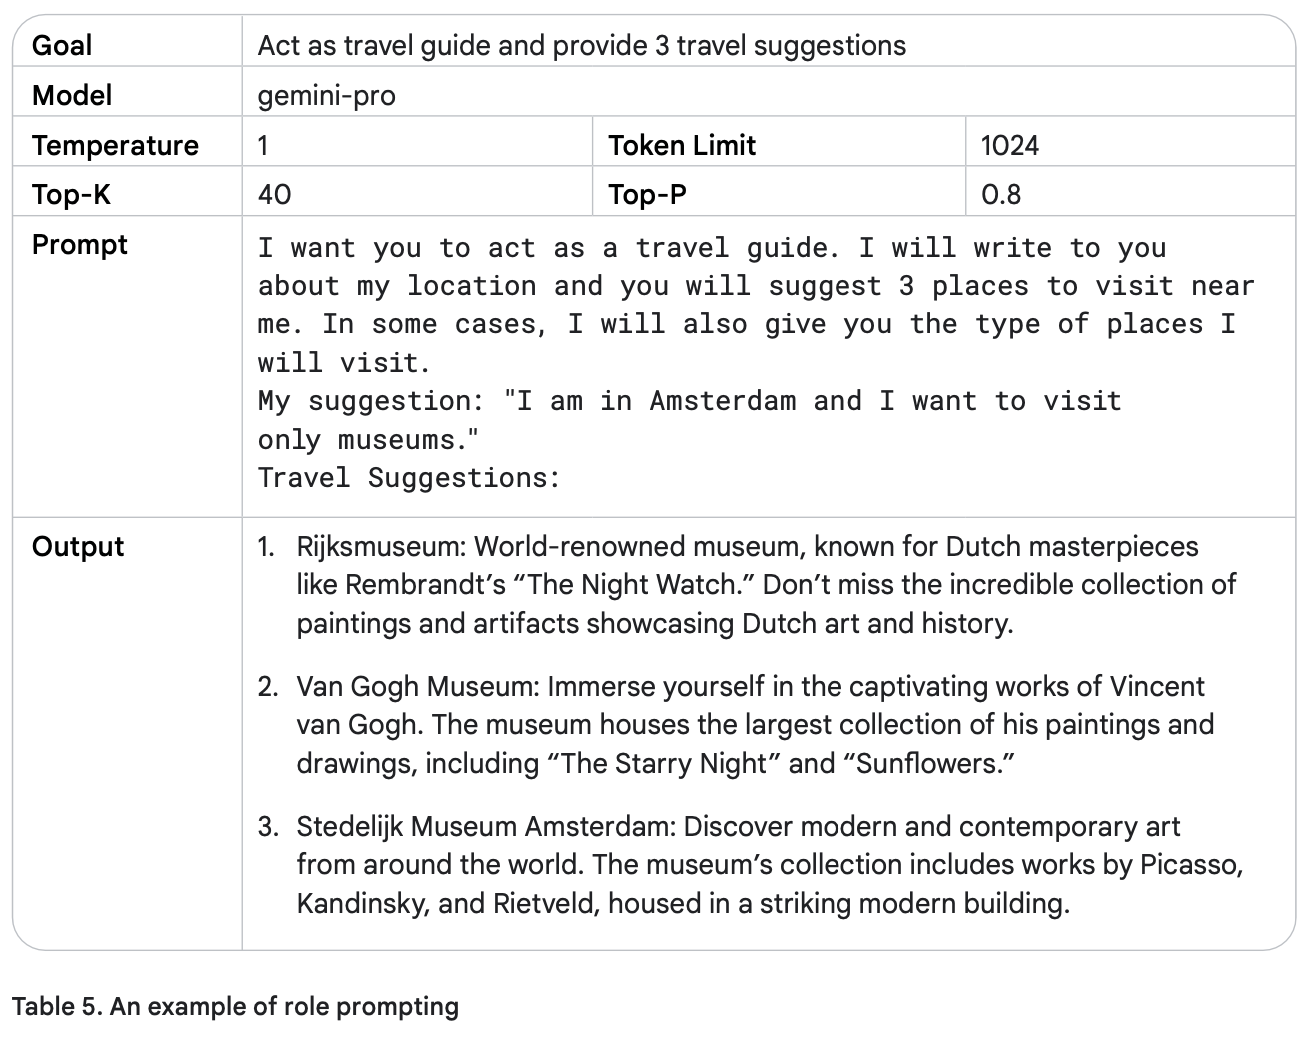 Goal Act as travel guide and provide 3 travel suggestions
Model gemini-pro
Temperature 1 Token Limit 1024
Top-K 40 Top-P 0.8
Prompt I want you to act as a travel guide. I will write to you
about my location and you will suggest 3 places to visit near
me. In some cases, I will also give you the type of places I
will visit.
My suggestion: "I am in Amsterdam and I want to visit
only museums."
Travel Suggestions:
Output 1. Rijksmuseum: World-renowned museum, known for Dutch masterpieces
like Rembrandt’s “The Night Watch.” Don’t miss the incredible collection of
paintings and artifacts showcasing Dutch art and history.
2. Van Gogh Museum: Immerse yourself in the captivating works of Vincent
van Gogh. The museum houses the largest collection of his paintings and
drawings, including “The Starry Night” and “Sunflowers.”
3. Stedelijk Museum Amsterdam: Discover modern and contemporary art
from around the world. The museum’s collection includes works by Picasso,
Kandinsky, and Rietveld, housed in a striking modern building.
Table 5. An example of role prompting